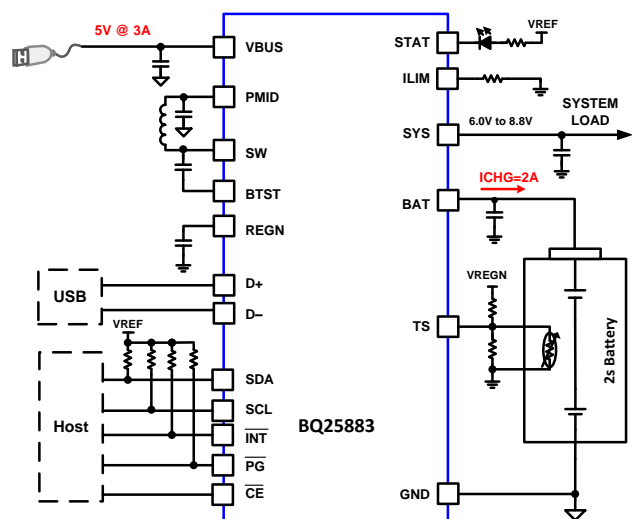 5V @ 3A
VBUS
PMID
SW
BTST
REGN
D+
D–
USB
VREF
SDA
SCL
INT
PG
CE
Host
BQ25883
STAT
VREF
ILIM
SYS
6.0V to 8.8V
SYSTEM
LOAD
ICHG=2A
BAT
VREGN
TS
2s Battery
GND